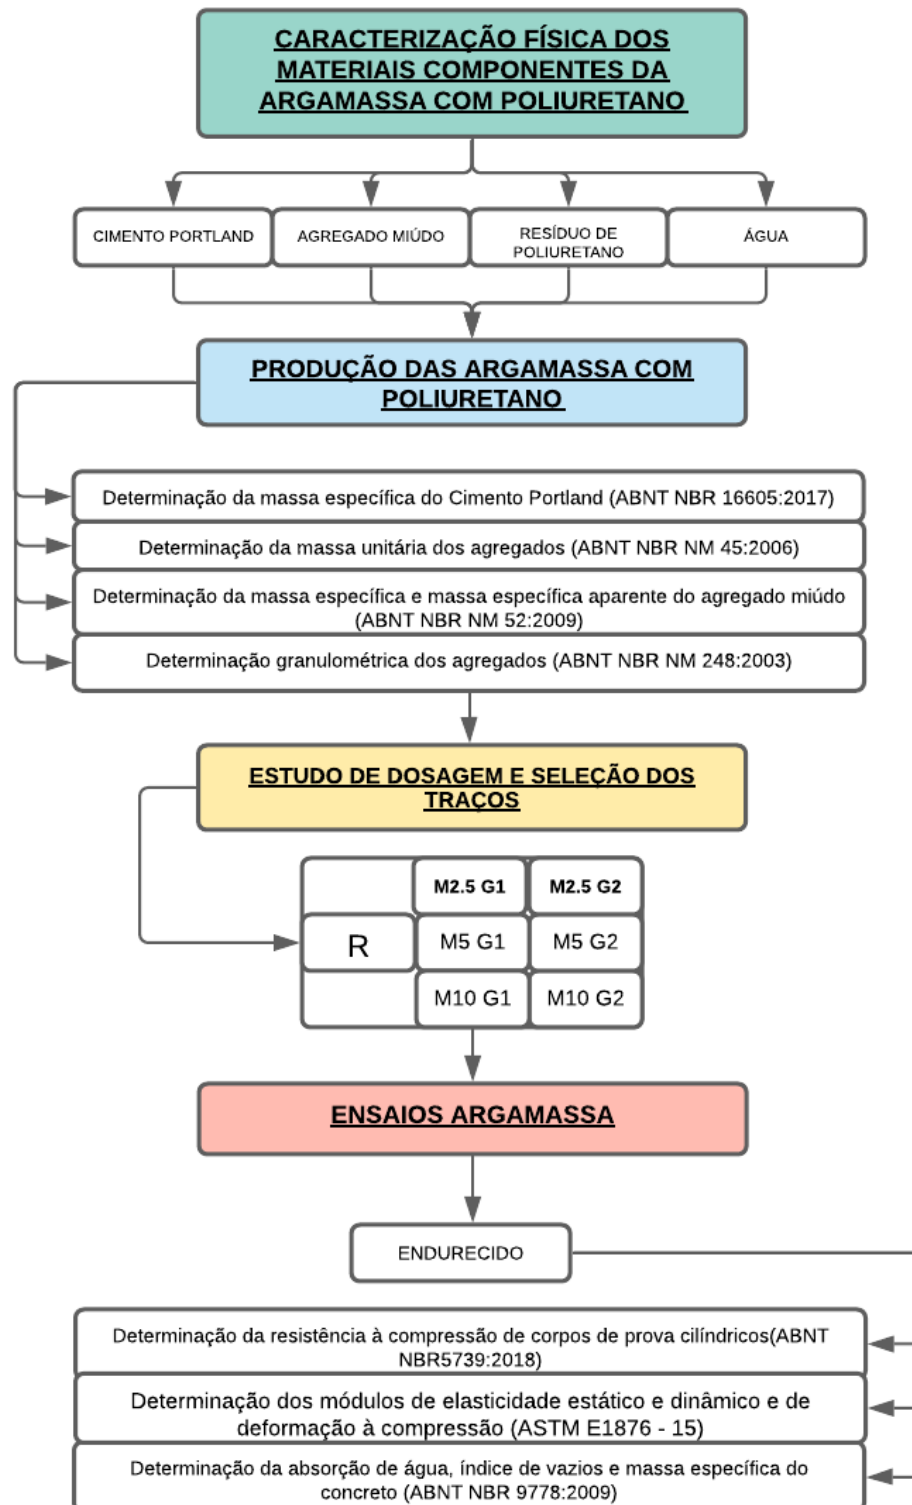 CARACTERIZAÇÃO FÍSICA DOS
MATERIAIS COMPONENTES DA
ARGAMASSA COM POLIURETANO
CIMENTO PORTLAND
AGREGADO MIÚDO
RESÍDUO DE
POLIURETANO
ÁGUA
PRODUÇÃO DAS ARGAMASSA COM
POLIURETANO
Determinação da massa específica do Cimento Portland (ABNT NBR 16605:2017)
Determinação da massa unitária dos agregados (ABNT NBR NM 45:2006)
Determinação da massa específica e massa específica aparente do agregado miúdo
(ABNT NBR NM 52:2009)
Determinação granulométrica dos agregados (ABNT NBR NM 248:2003)
ESTUDO DE DOSAGEM E SELEÇÃO DOS
TRAÇOS
M2.5 G1 M2.5 G2
R M5 G1 M5 G2
M10 G1 M10 G2
ENSAIOS ARGAMASSA
ENDURECIDO
Determinação da resistência à compressão de corpos de prova cilíndricos(ABNT
NBR5739:2018)
Determinação dos módulos de elasticidade estático e dinâmico e de
deformação à compressão (ASTM E1876 - 15)
Determinação da absorção de água, índice de vazios e massa específica do
concreto (ABNT NBR 9778:2009)